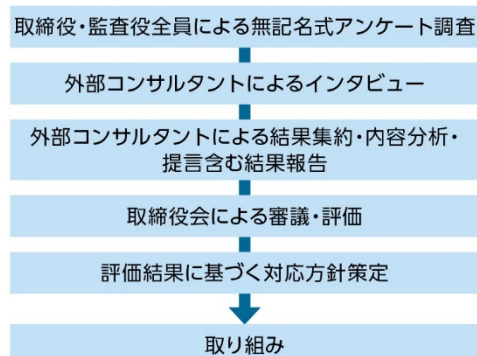 取締役・監査役全員による無記名式アンケート調査
外部コンサルタントによるインタビュー
外部コンサルタントによる結果集約・内容分析・
提言含む結果報告
取締役会による審議・評価
評価結果に基づく対応方針策定
取り組み